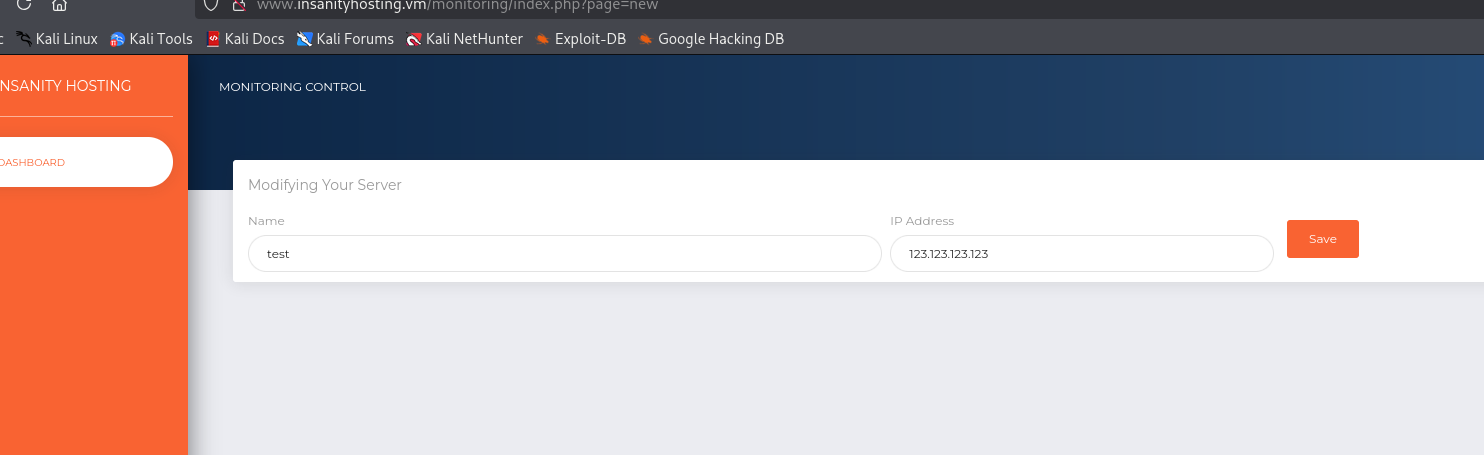 www.insanityhosting.vm/monitoring/index.php?page=new
Kali Linux Kali Tools Kali Docs Kali Forums Kali NetHunter Exploit-DB Google Hacking DB
NSANITY HOSTING
MONITORING CONTROL
DASHBOARD
Modifying Your Server
Name IP Address
Save
test 123.123.123.123